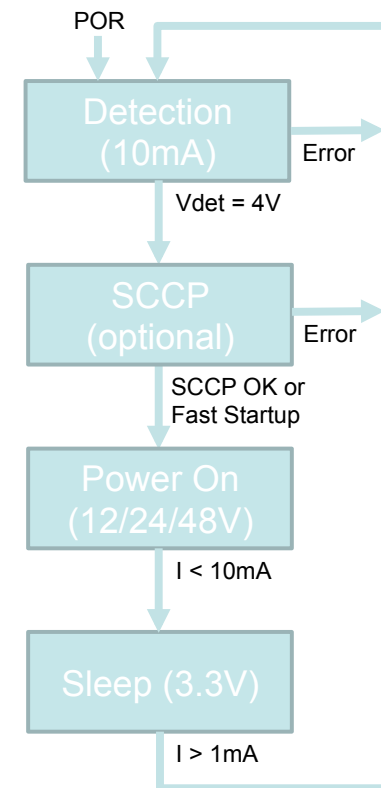 POR
Detection
(10mA)
Error
Vdet = 4V
SCCP
(optional)
Error
SCCP OK or
Fast Startup
Power On
(12/24/48V)
I < 10mA
Sleep (3.3V)
I > 1mA